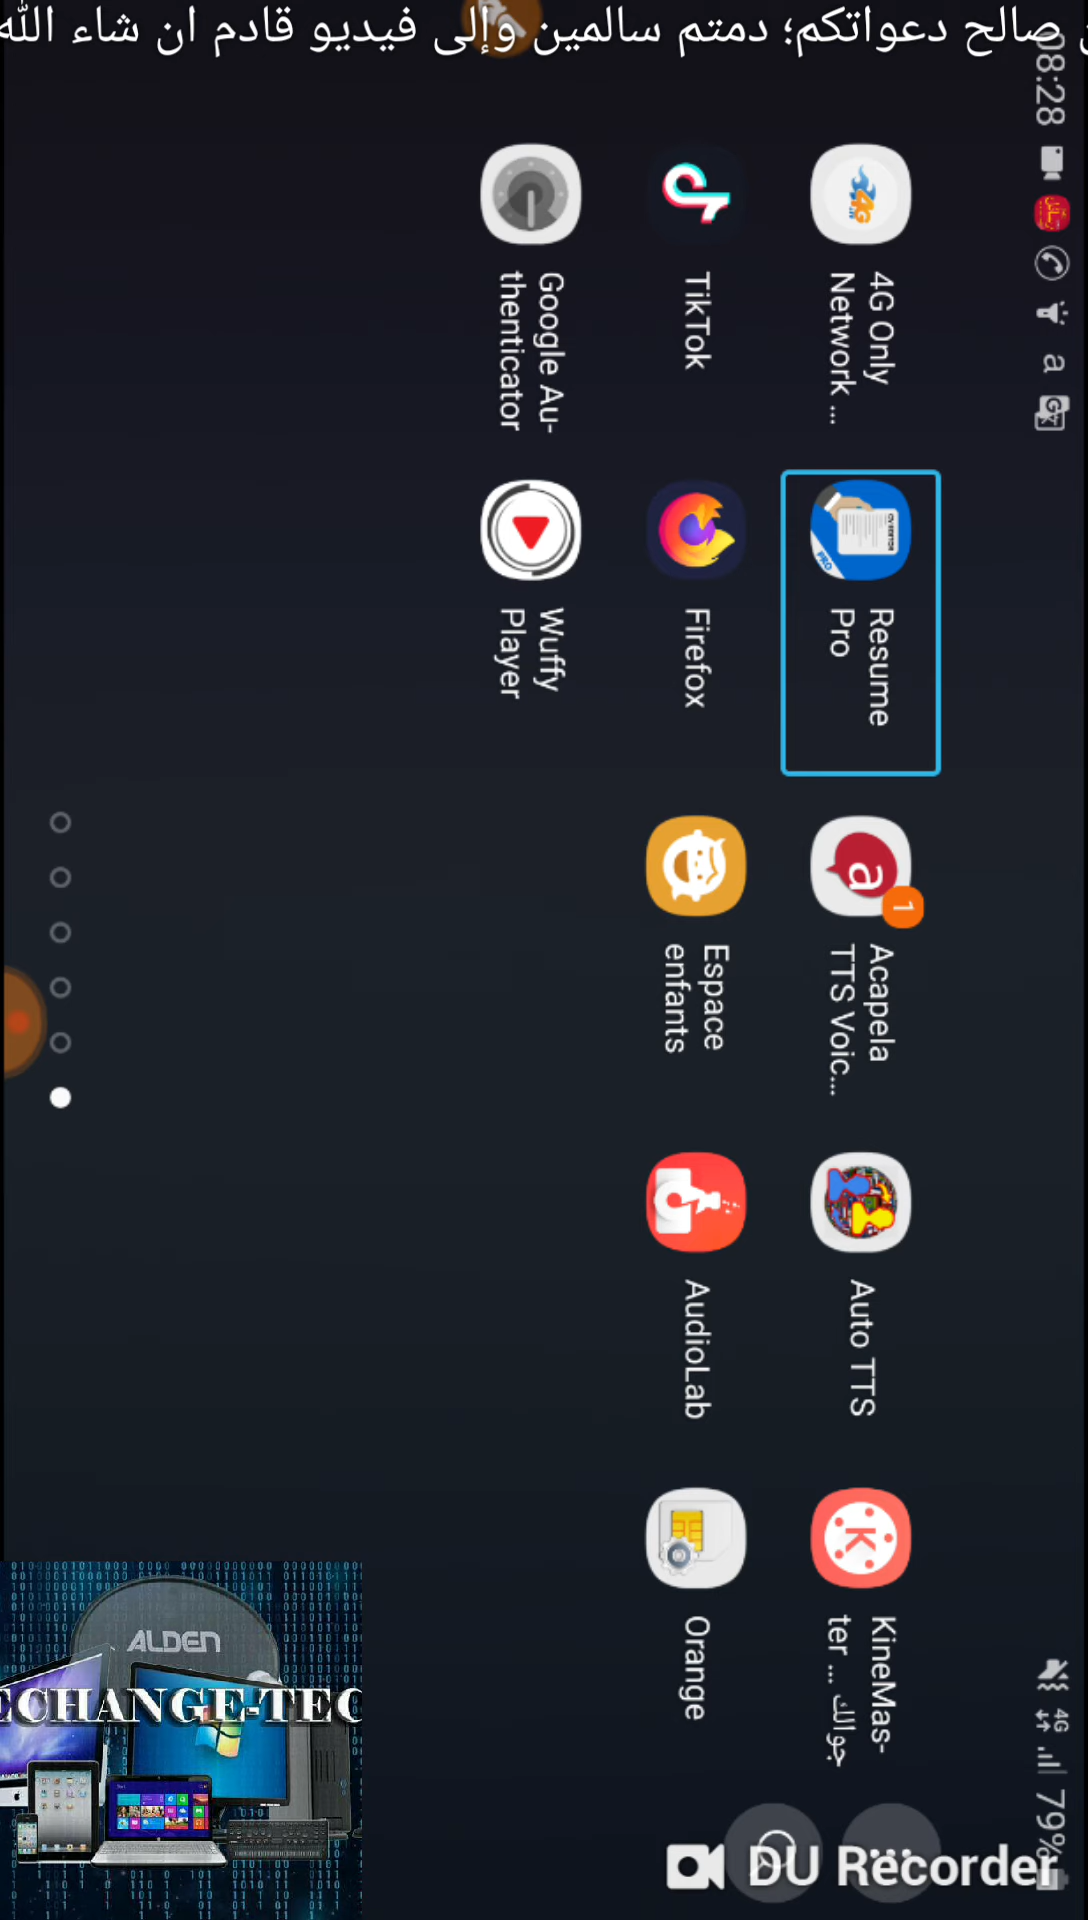 صالح دعواتكم؛ دمتم سالمين وإلى فيديو قادم ان شاء الله
08:28
a
4G
79%
4G Only
Network ...
Resume
Pro
1
Acapela
TTS Voic...
Auto TTS
KineMas-
ter ... جوالك
TikTok
Firefox
Espace
enfants
AudioLab
Orange
Google Au-
thenticator
Wuffy
Player
ALDEN
ECHANGE-TEC
DU Recorder